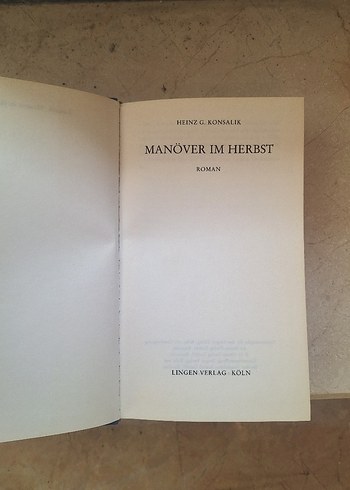 HEINZ G. KONSALIK
MANÖVER IM HERBST
ROMAN
LINGEN VERLAG · KÖLN